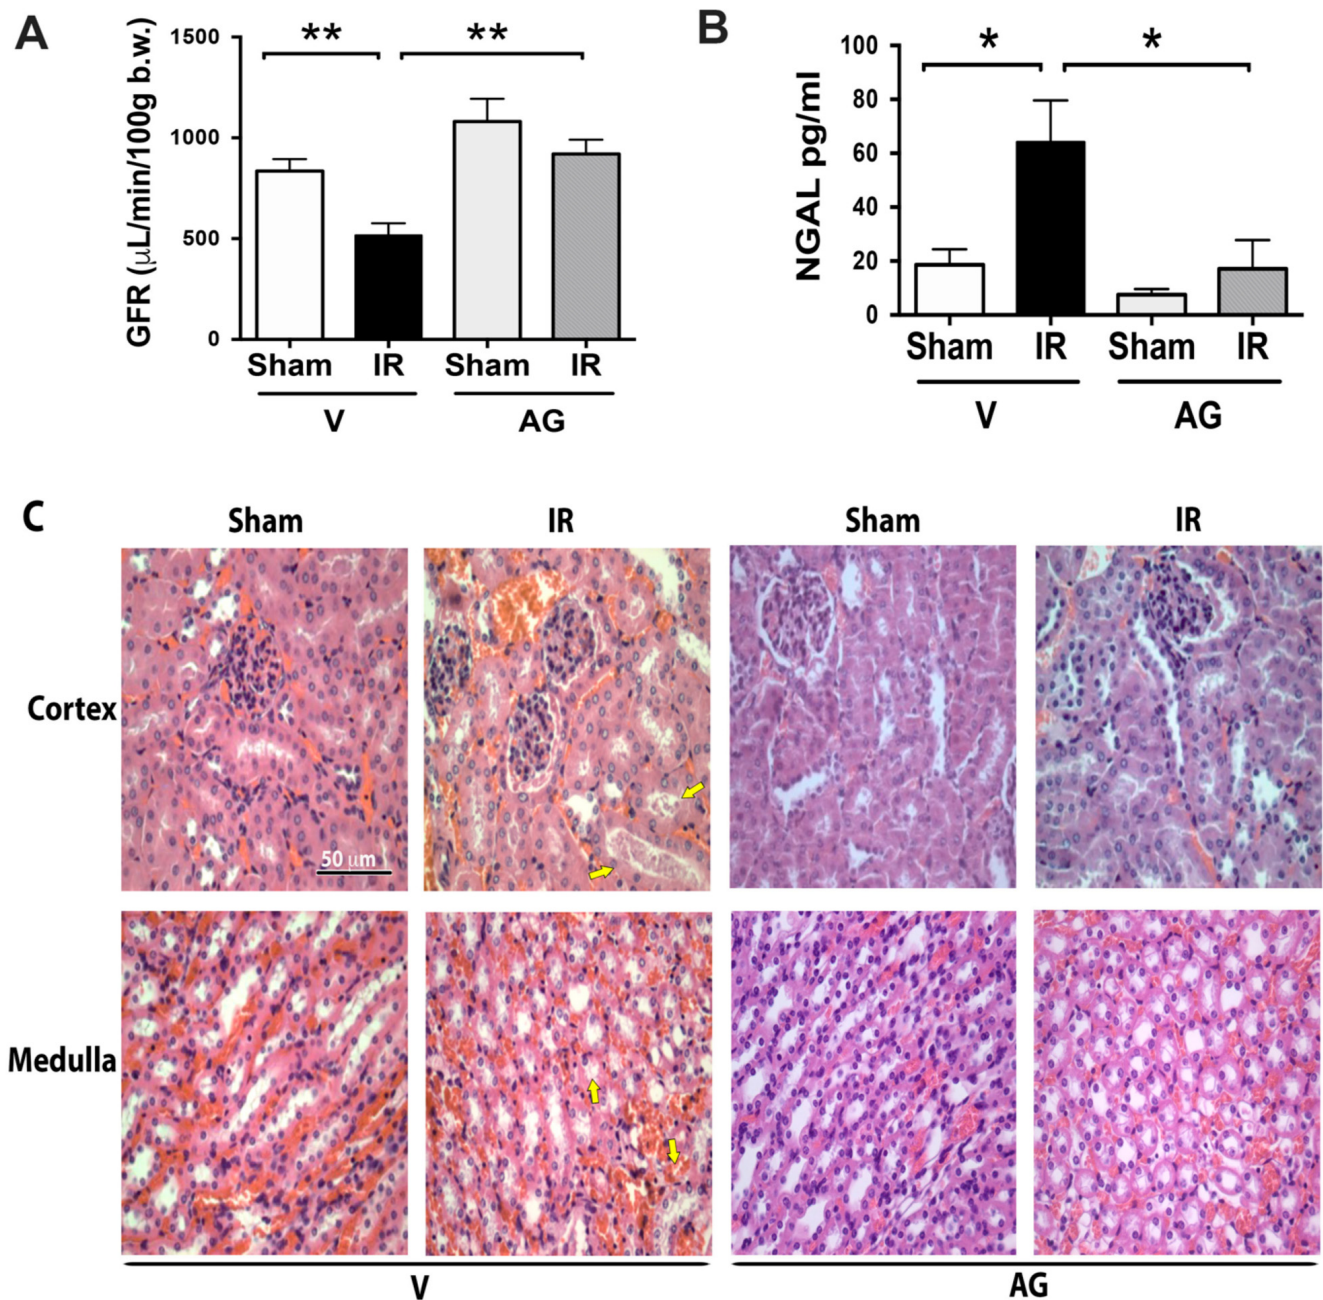 A
GFR (μL/min/100g b.w.)
1500
1000
500
0
**
**
Sham IR Sham IR
V AG
B
NGAL pg/ml
100
80
60
40
20
0
*
*
Sham IR Sham IR
V AG
C
Sham IR Sham IR
Cortex
50 μm
Medulla
V AG